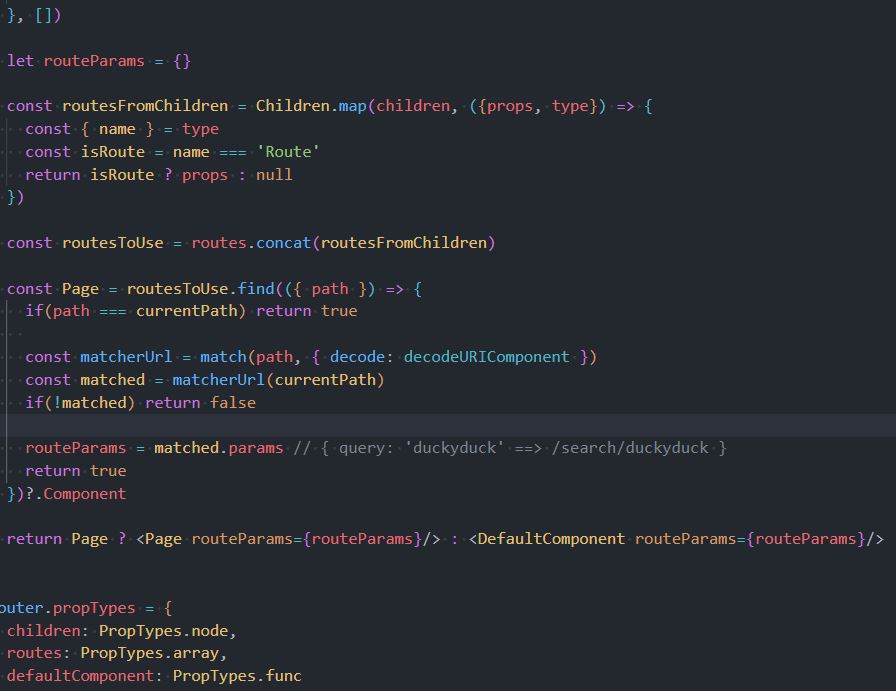 }, [])
let routeParams = {}
const routesFromChildren = Children.map(children, ({props, type}) => {
const { name } = type
const isRoute = name === 'Route'
return isRoute ? props : null
})
const routesToUse = routes.concat(routesFromChildren)
const Page = routesToUse.find(({ path }) => {
if(path === currentPath) return true
const matcherUrl = match(path, { decode: decodeURIComponent })
const matched = matcherUrl(currentPath)
if(!matched) return false
routeParams = matched.params // { query: 'duckyduck' ==> /search/duckyduck }
return true
})?.Component
return Page ? <Page routeParams={routeParams}/> : <DefaultComponent routeParams={routeParams}/>
outer.propTypes = {
children: PropTypes.node,
routes: PropTypes.array,
defaultComponent: PropTypes.func